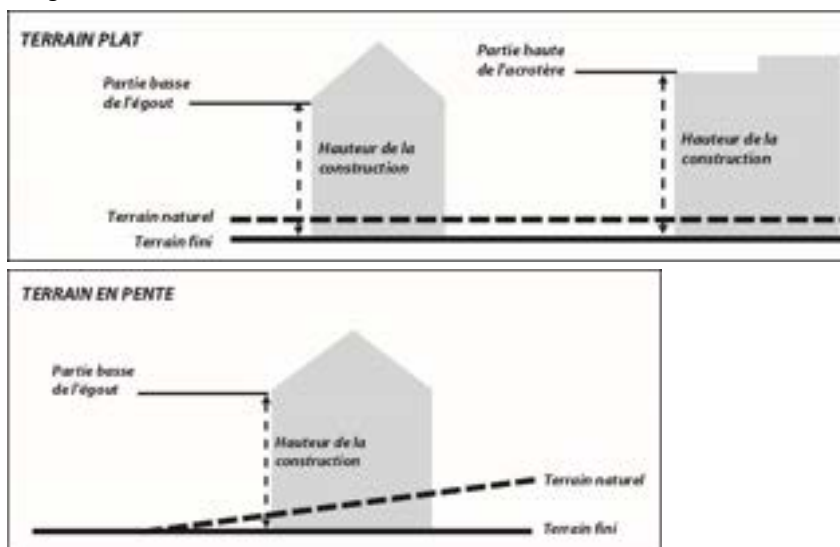 TERRAIN PLAT
Partie basse
de l'égout
Hauteur de la
construction
Partie haute
de l'acrotère
Hauteur de la
construction
Terrain naturel
Terrain fini
TERRAIN EN PENTE
Partie basse
de l'égout
Hauteur de la
construction
Terrain naturel
Terrain fini